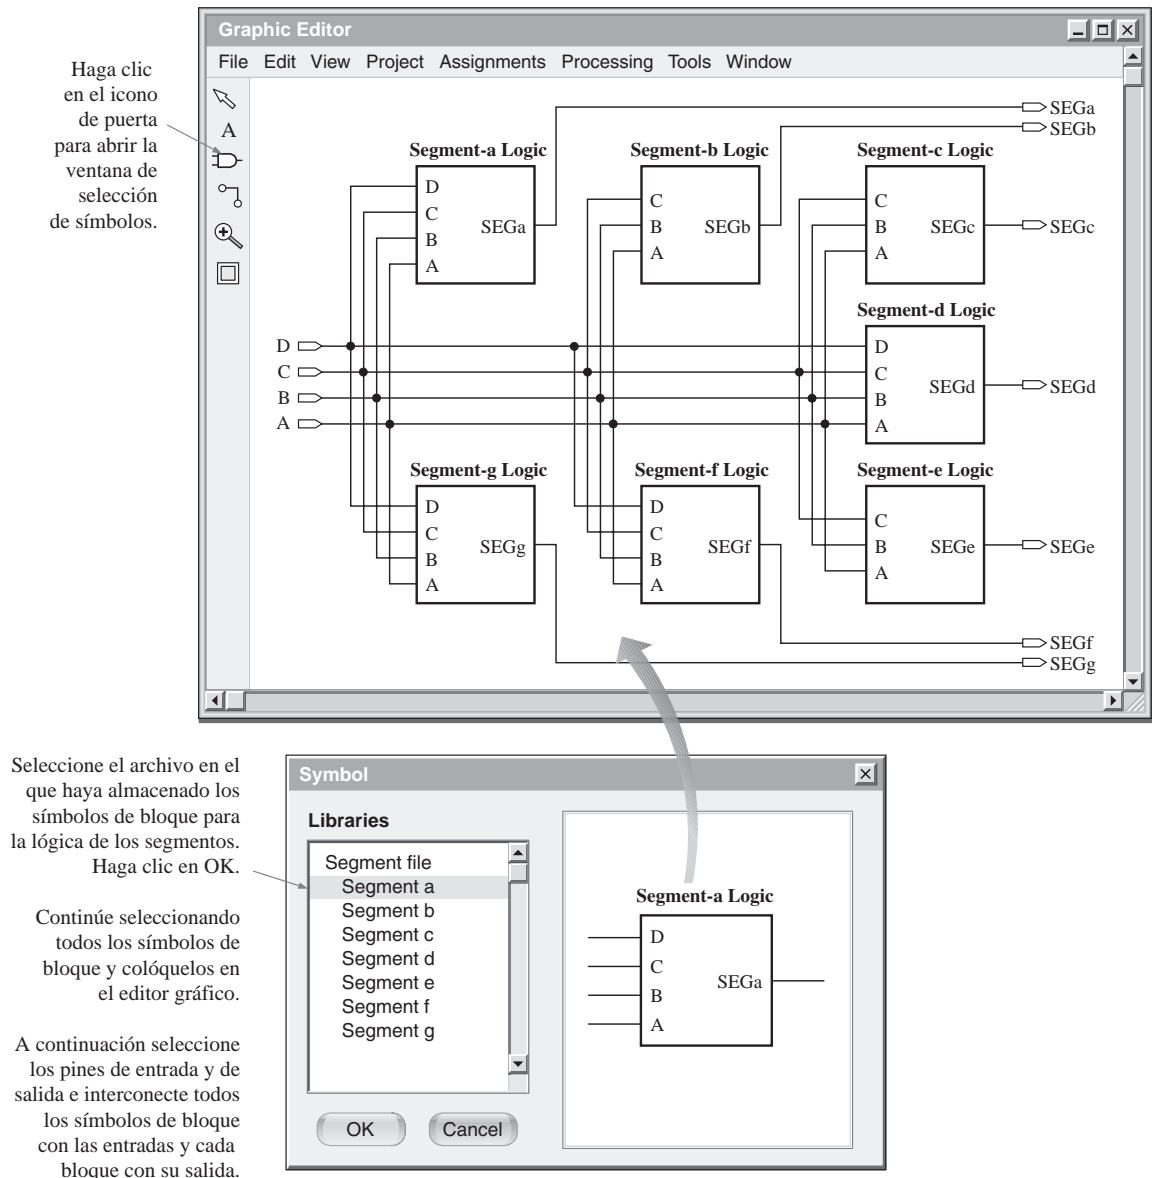 Graphic Editor
File Edit View Project Assignments Processing Tools Window
Haga clic
en el icono
de puerta
para abrir la
ventana de
selección
de símbolos.
A
SEGa
SEGb
Segment-a Logic
D
C
B
A
SEGa
Segment-b Logic
C
B
A
SEGb
Segment-c Logic
C
B
A
SEGc
SEGc
D
C
B
A
Segment-d Logic
D
C
B
A
SEGd
SEGd
Segment-g Logic
D
C
B
A
SEGg
Segment-f Logic
D
C
B
A
SEGf
Segment-e Logic
C
B
A
SEGe
SEGe
SEGf
SEGg
Seleccione el archivo en el
que haya almacenado los
símbolos de bloque para
la lógica de los segmentos.
Haga clic en OK.
Continúe seleccionando
todos los símbolos de
bloque y colóquelos en
el editor gráfico.
A continuación seleccione
los pines de entrada y de
salida e interconecte todos
los símbolos de bloque
con las entradas y cada
bloque con su salida.
Symbol
Libraries
Segment file
Segment a
Segment b
Segment c
Segment d
Segment e
Segment f
Segment g
OK
Cancel
Segment-a Logic
D
C
B
A
SEGa